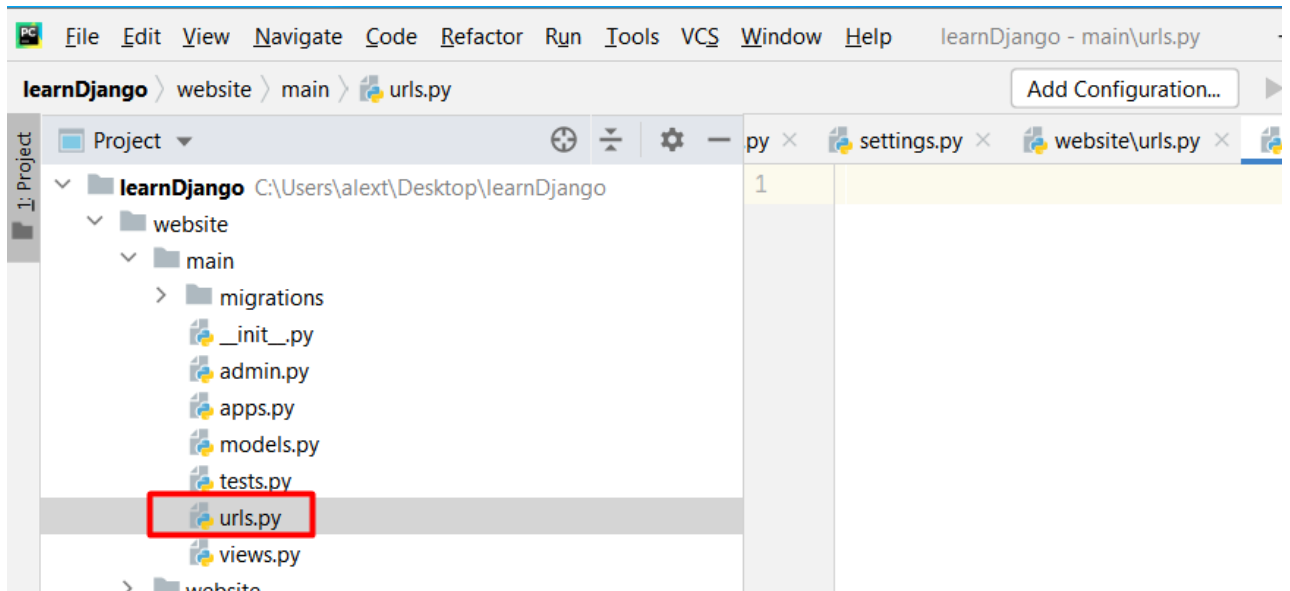 PC File Edit View Navigate Code Refactor Run Tools VCS Window Help learnDjango - main\urls.py
learnDjango website main urls.py Add Configuration...
1: Project
Project .py settings.py website\urls.py
learnDjango C:\Users\alext\Desktop\learnDjango
1
website
main
migrations
__init__.py
admin.py
apps.py
models.py
tests.py
urls.py
views.py
website